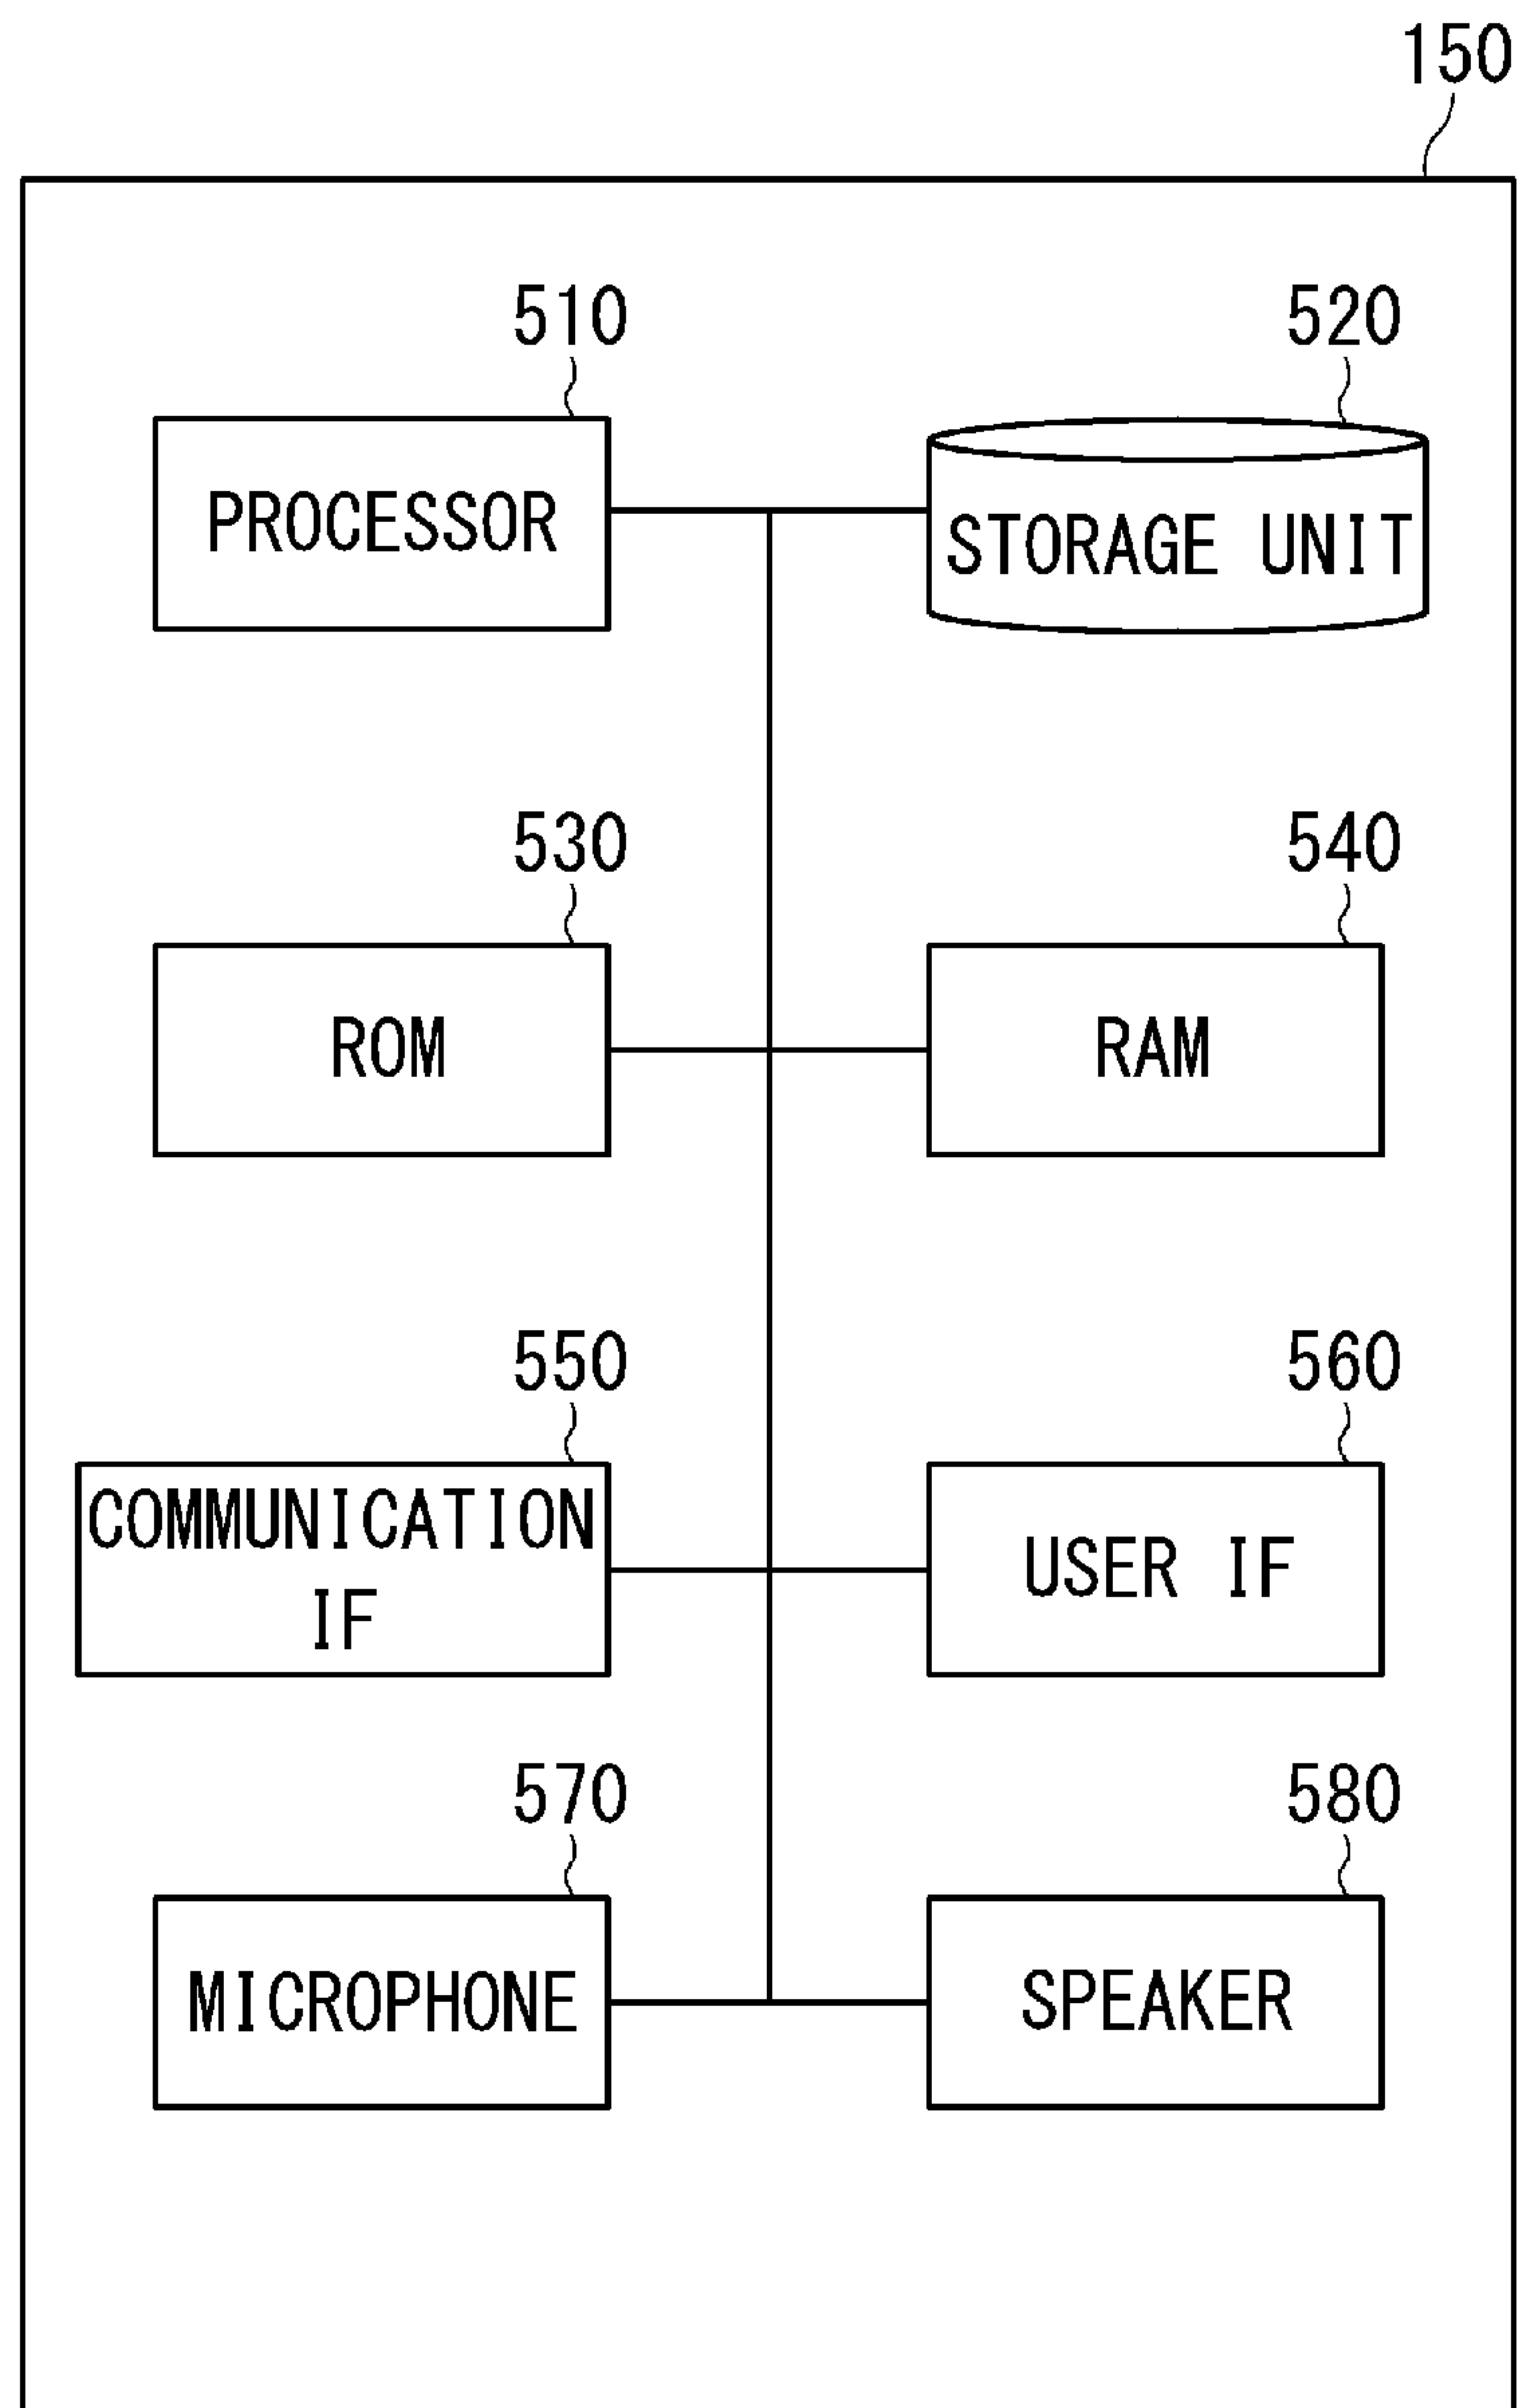 150
510
520
PROCESSOR
STORAGE UNIT
530
540
ROM
RAM
550
560
COMMUNICATION
IF
USER IF
570
580
MICROPHONE
SPEAKER